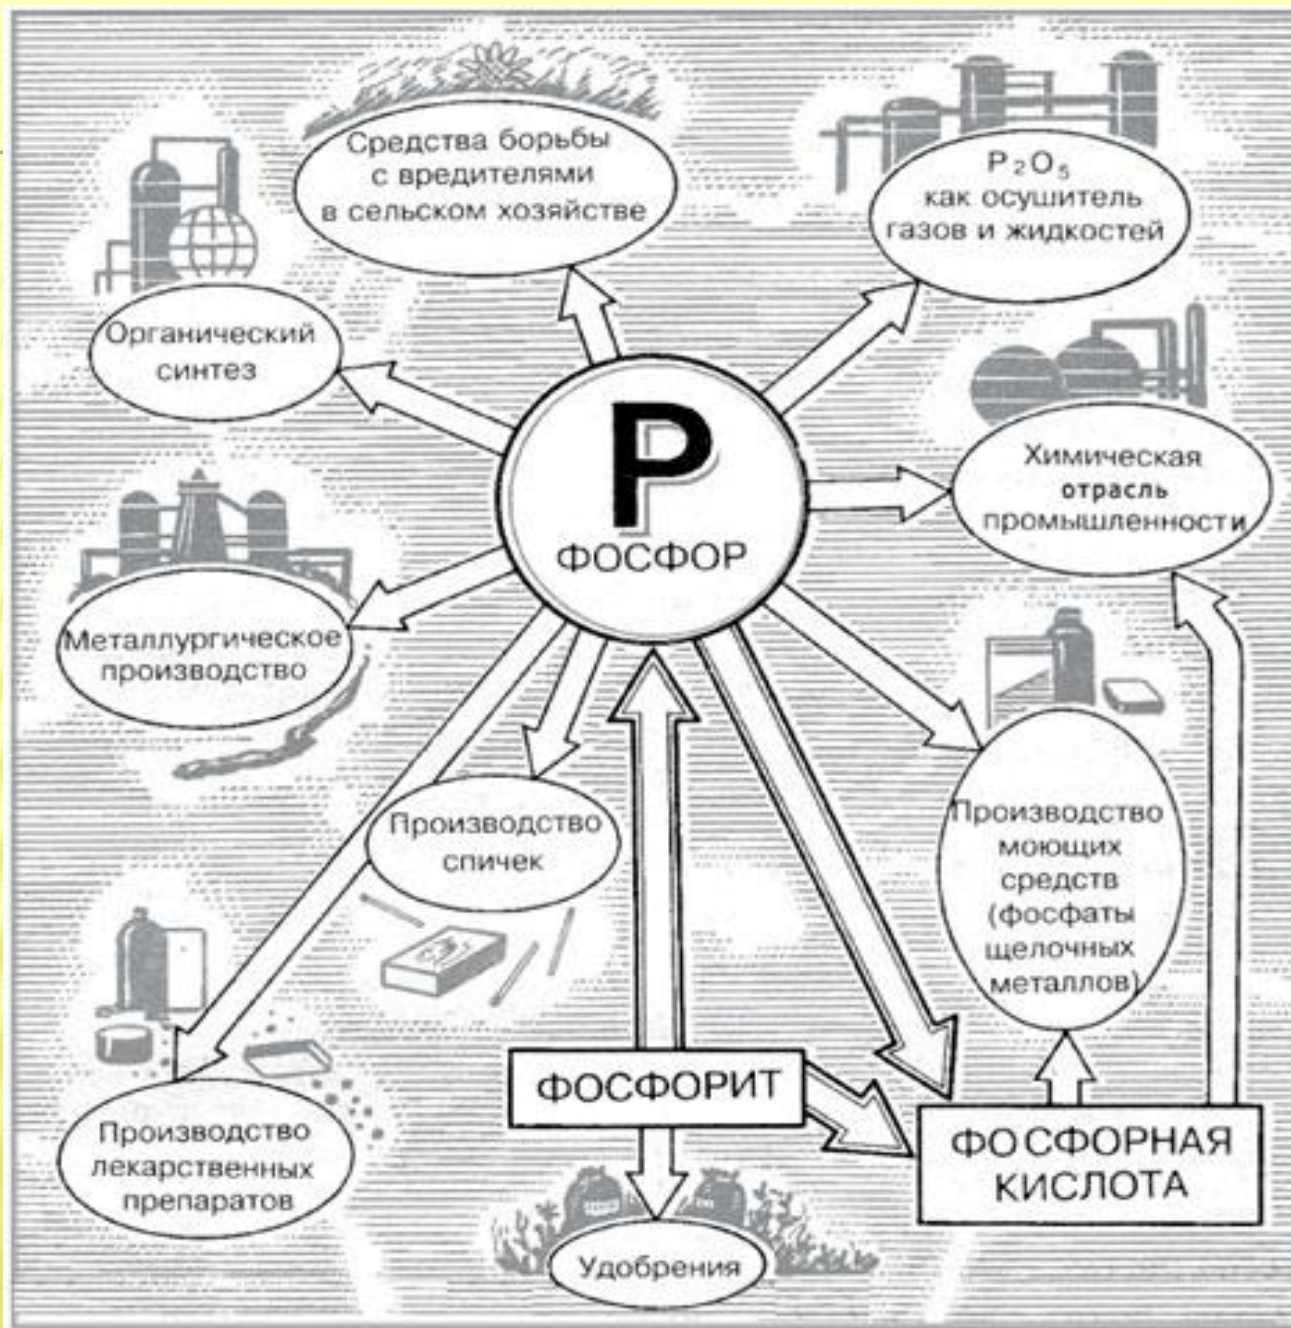 Средства борьбы
с вредителями
в сельском хозяйстве
P₂O₅
как осушитель
газов и жидкостей
Органический
синтез
P
ФОСФОР
Химическая
отрасль
промышленности
Металлургическое
производство
Производство
спичек
Производство
моющих
средств
(фосфаты
щелочных
металлов)
ФОСФОРИТ
ФОСФОРНАЯ
КИСЛОТА
Производство
лекарственных
препаратов
Удобрения